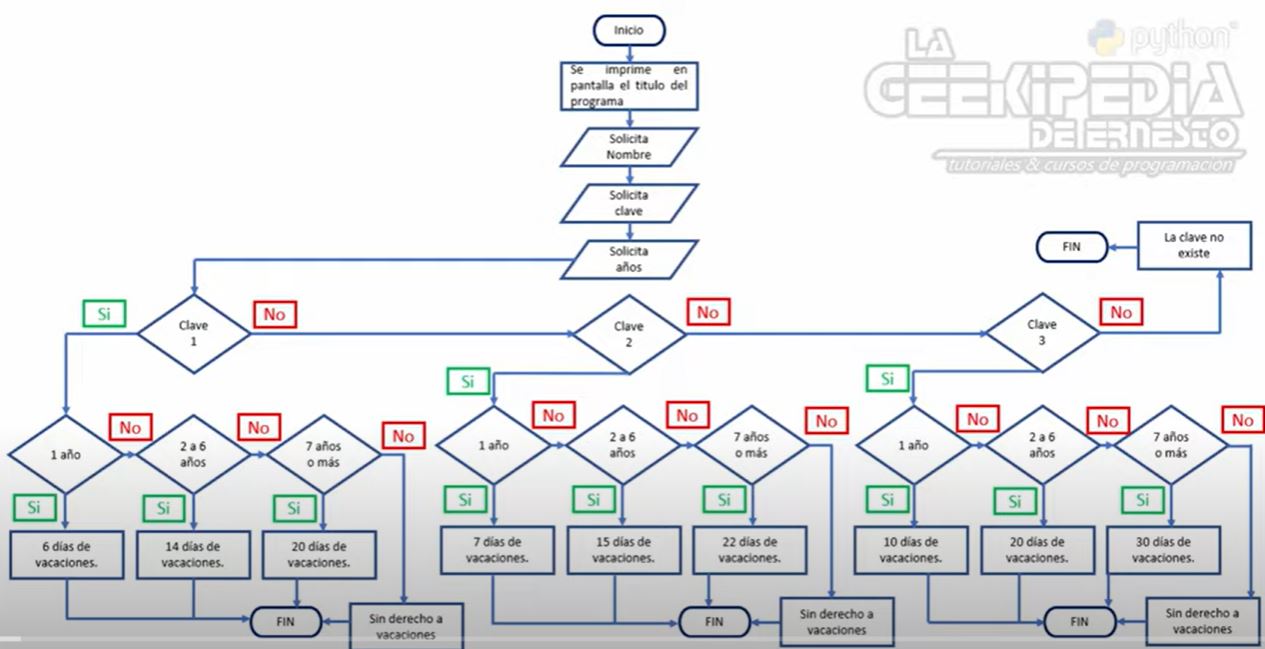 Inicio
Se imprime en
pantalla el titulo del
programa
Solicita
Nombre
Solicita
clave
Solicita
años
LA
GEEKIPEDIA
DE ERNESTO
tutoriales & cursos de programación
python
FIN
La clave no
existe
Si
Clave
1
No
Clave
2
No
Clave
3
No
Si
Si
1 año
No
2 a 6
años
No
7 años
o más
No
1 año
No
2 a 6
años
No
7 años
o más
No
1 año
No
2 a 6
años
No
7 años
o más
No
Si
Si
Si
Si
Si
Si
Si
Si
Si
6 días de
vacaciones.
14 días de
vacaciones.
20 días de
vacaciones.
7 días de
vacaciones.
15 días de
vacaciones.
22 días de
vacaciones.
10 días de
vacaciones.
20 días de
vacaciones.
30 días de
vacaciones.
FIN
Sin derecho a
vacaciones
FIN
Sin derecho a
vacaciones
FIN
Sin derecho a
vacaciones